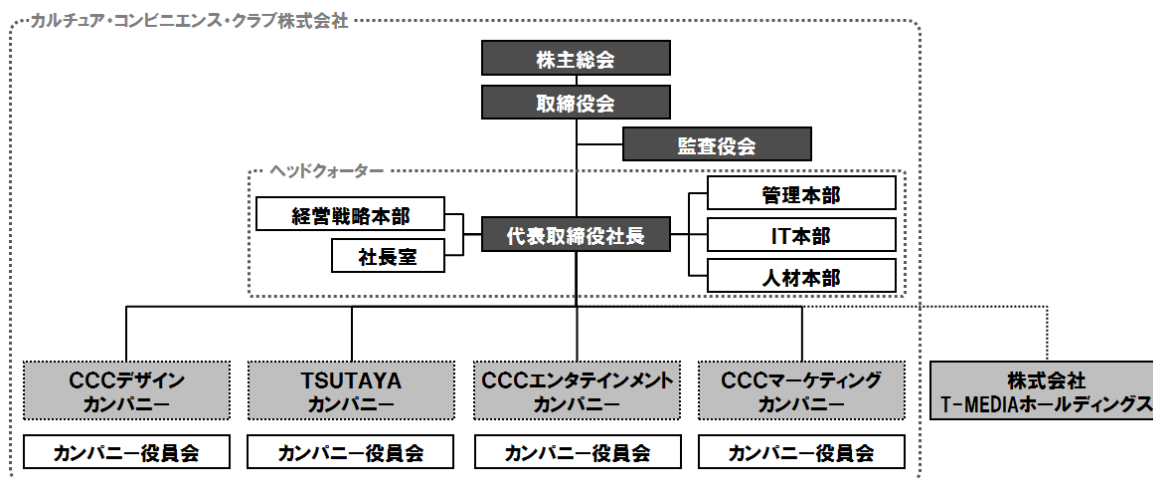 カルチュア・コンビニエンス・クラブ株式会社
株主総会
取締役会
監査役会
ヘッドクォーター
経営戦略本部
社長室
代表取締役社長
管理本部
IT本部
人材本部
CCCデザイン
カンパニー
TSUTAYA
カンパニー
CCCエンタテインメント
カンパニー
CCCマーケティング
カンパニー
株式会社
T-MEDIAホールディングス
カンパニー役員会
カンパニー役員会
カンパニー役員会
カンパニー役員会